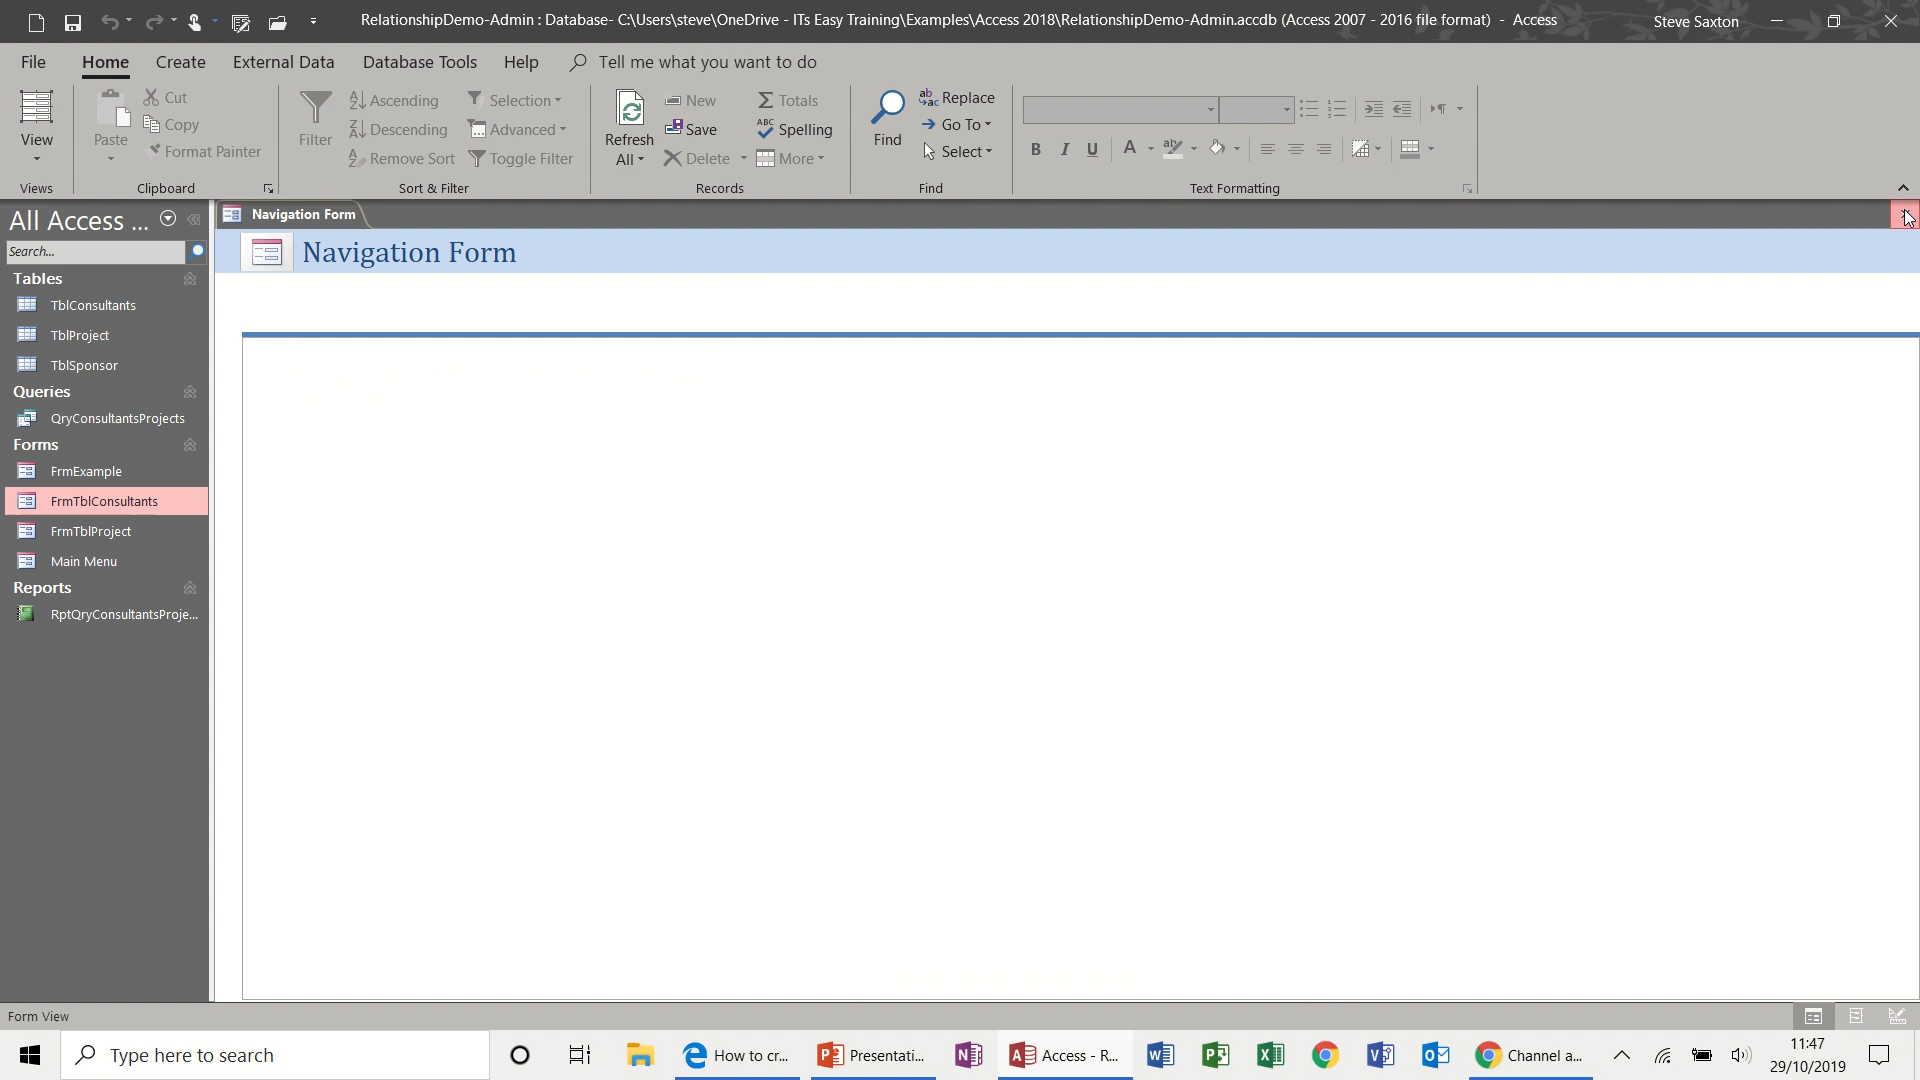 RelationshipDemo-Admin : Database- C:\Users\steve\OneDrive - ITs Easy Training\Examples\Access 2018\RelationshipDemo-Admin.accdb (Access 2007 - 2016 file format) - Access
Steve Saxton
File Home Create External Data Database Tools Help Tell me what you want to do
View
Views
Paste
Cut
Copy
Format Painter
Clipboard
Filter
Ascending
Descending
Remove Sort
Selection
Advanced
Toggle Filter
Sort & Filter
Refresh
All
New
Save
Delete
Totals
Spelling
More
Records
Find
Replace
Go To
Select
Find
B I U A
Text Formatting
All Access ...
Search...
Tables
TblConsultants
TblProject
TblSponsor
Queries
QryConsultantsProjects
Forms
FrmExample
FrmTblConsultants
FrmTblProject
Main Menu
Reports
RptQryConsultantsProje...
Navigation Form
Navigation Form
Form View
Type here to search
How to cr...
Presentati...
Access - R...
Channel a...
11:47
29/10/2019